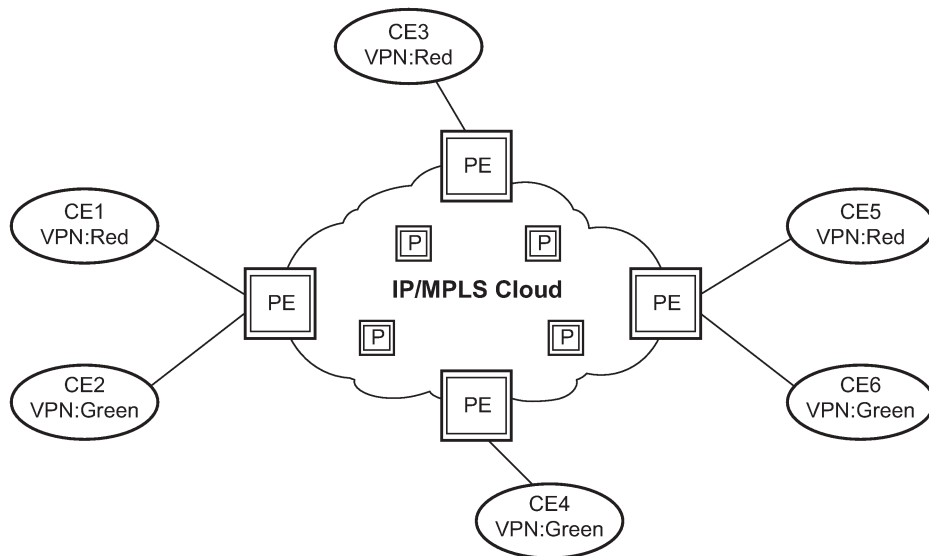 CE3
VPN:Red
PE
CE1
VPN:Red
CE5
VPN:Red
P
P
PE
IP/MPLS Cloud
PE
P
P
CE2
VPN:Green
PE
CE6
VPN:Green
CE4
VPN:Green